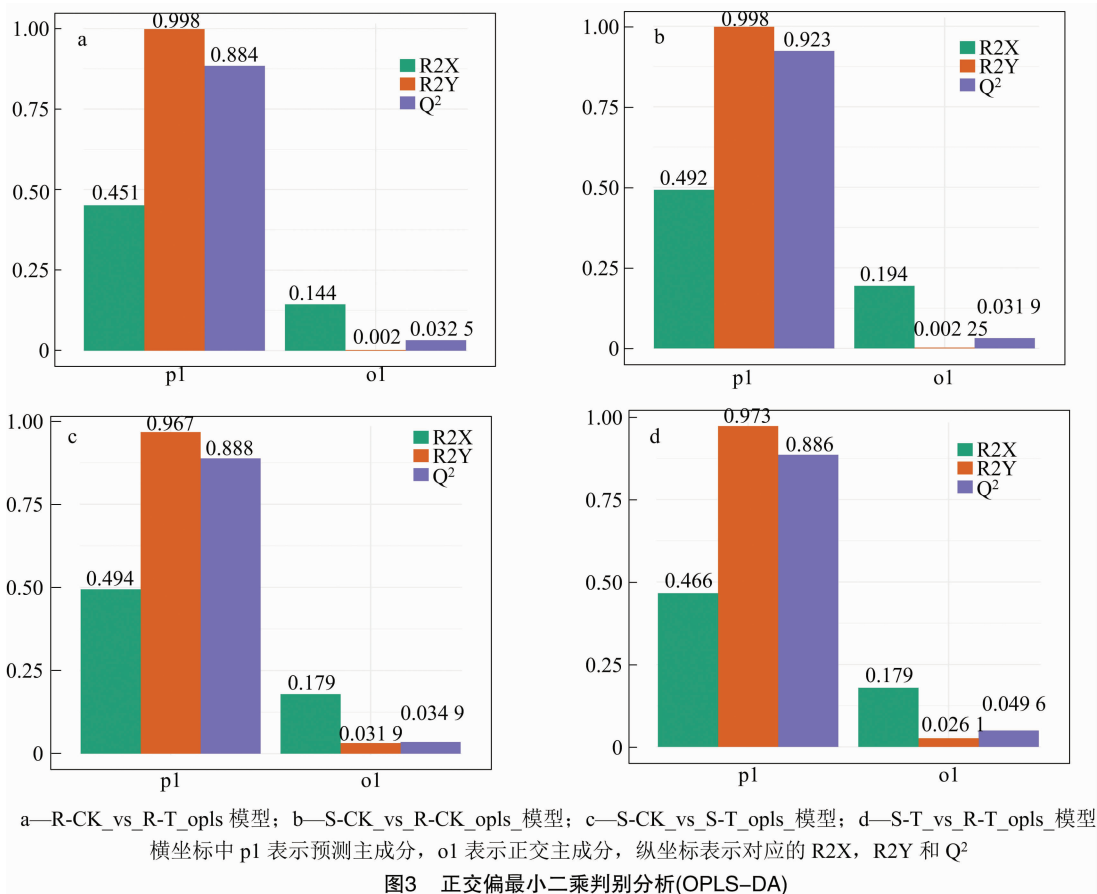 a
1.00
0.75
0.50
0.25
0
0.998
0.884
0.451
0.144
0.002
0.032 5
R2X
R2Y
Q²
p1
o1
b
1.00
0.75
0.50
0.25
0
0.998
0.923
0.492
0.194
0.002 25
0.031 9
R2X
R2Y
Q²
p1
o1
c
1.00
0.75
0.50
0.25
0
0.967
0.888
0.494
0.179
0.031 9
0.034 9
R2X
R2Y
Q²
p1
o1
d
1.00
0.75
0.50
0.25
0
0.973
0.886
0.466
0.179
0.026 1
0.049 6
R2X
R2Y
Q²
p1
o1
a—R-CK_vs_R-T_opls 模型；b—S-CK_vs_R-CK_opls_模型；c—S-CK_vs_S-T_opls_模型；d—S-T_vs_R-T_opls_模型
横坐标中 p1 表示预测主成分，o1 表示正交主成分，纵坐标表示对应的 R2X，R2Y 和 Q²
图3 正交偏最小二乘判别分析(OPLS-DA)